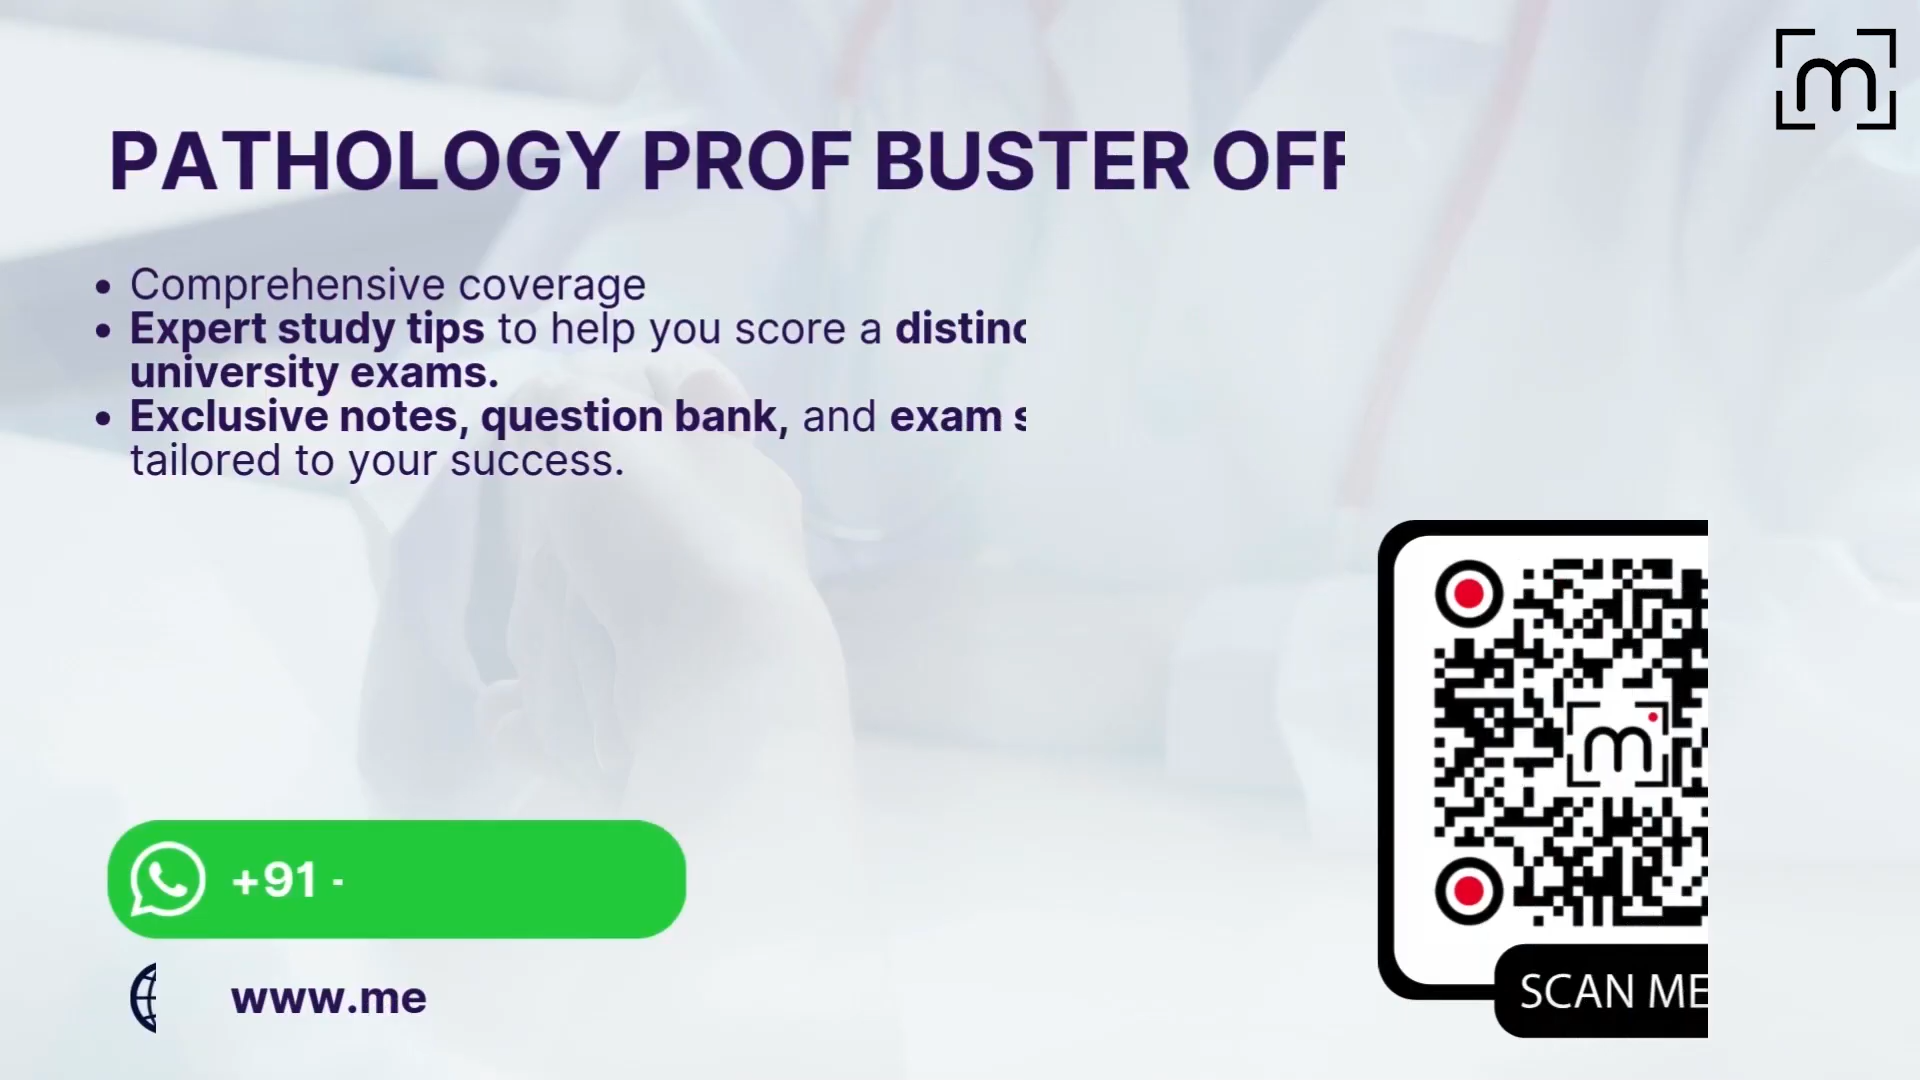 PATHOLOGY PROF BUSTER OFF
• Comprehensive coverage
• Expert study tips to help you score a distinc
university exams.
• Exclusive notes, question bank, and exam s
tailored to your success.
+91 -
www.me
SCAN ME
m